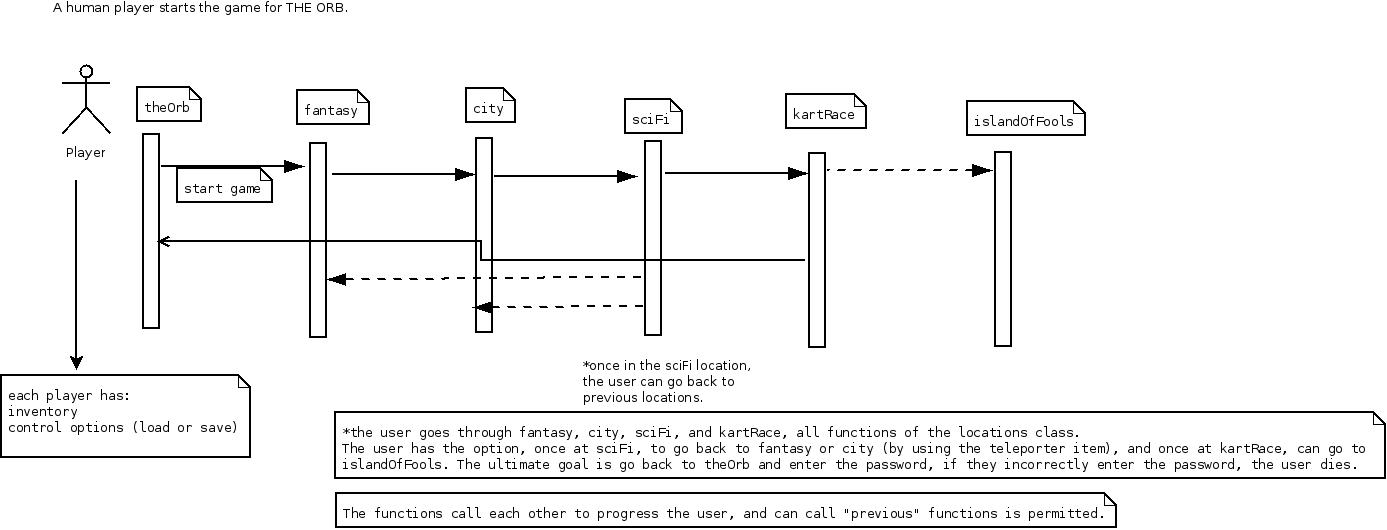 A human player starts the game for THE ORB.
theOrb
fantasy
city
sciFi
kartRace
islandOfFools
Player
start game
*once in the sciFi location,
the user can go back to
previous locations.
each player has:
inventory
control options (load or save)
*the user goes through fantasy, city, sciFi, and kartRace, all functions of the locations class.
The user has the option, once at sciFi, to go back to fantasy or city (by using the teleporter item), and once at kartRace, can go to
islandOfFools. The ultimate goal is go back to theOrb and enter the password, if they incorrectly enter the password, the user dies.
The functions call each other to progress the user, and can call "previous" functions is permitted.